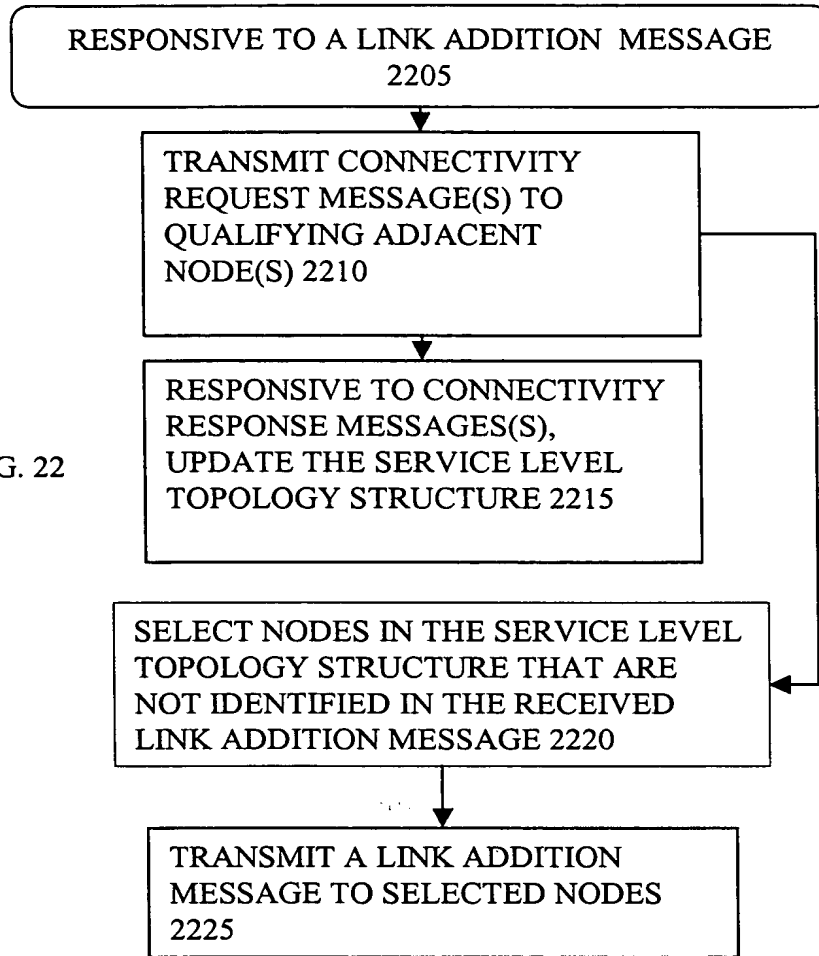 RESPONSIVE TO A LINK ADDITION MESSAGE
2205
TRANSMIT CONNECTIVITY
REQUEST MESSAGE(S) TO
QUALIFYING ADJACENT
NODE(S) 2210
RESPONSIVE TO CONNECTIVITY
RESPONSE MESSAGES(S),
UPDATE THE SERVICE LEVEL
TOPOLOGY STRUCTURE 2215
G. 22
SELECT NODES IN THE SERVICE LEVEL
TOPOLOGY STRUCTURE THAT ARE
NOT IDENTIFIED IN THE RECEIVED
LINK ADDITION MESSAGE 2220
TRANSMIT A LINK ADDITION
MESSAGE TO SELECTED NODES
2225